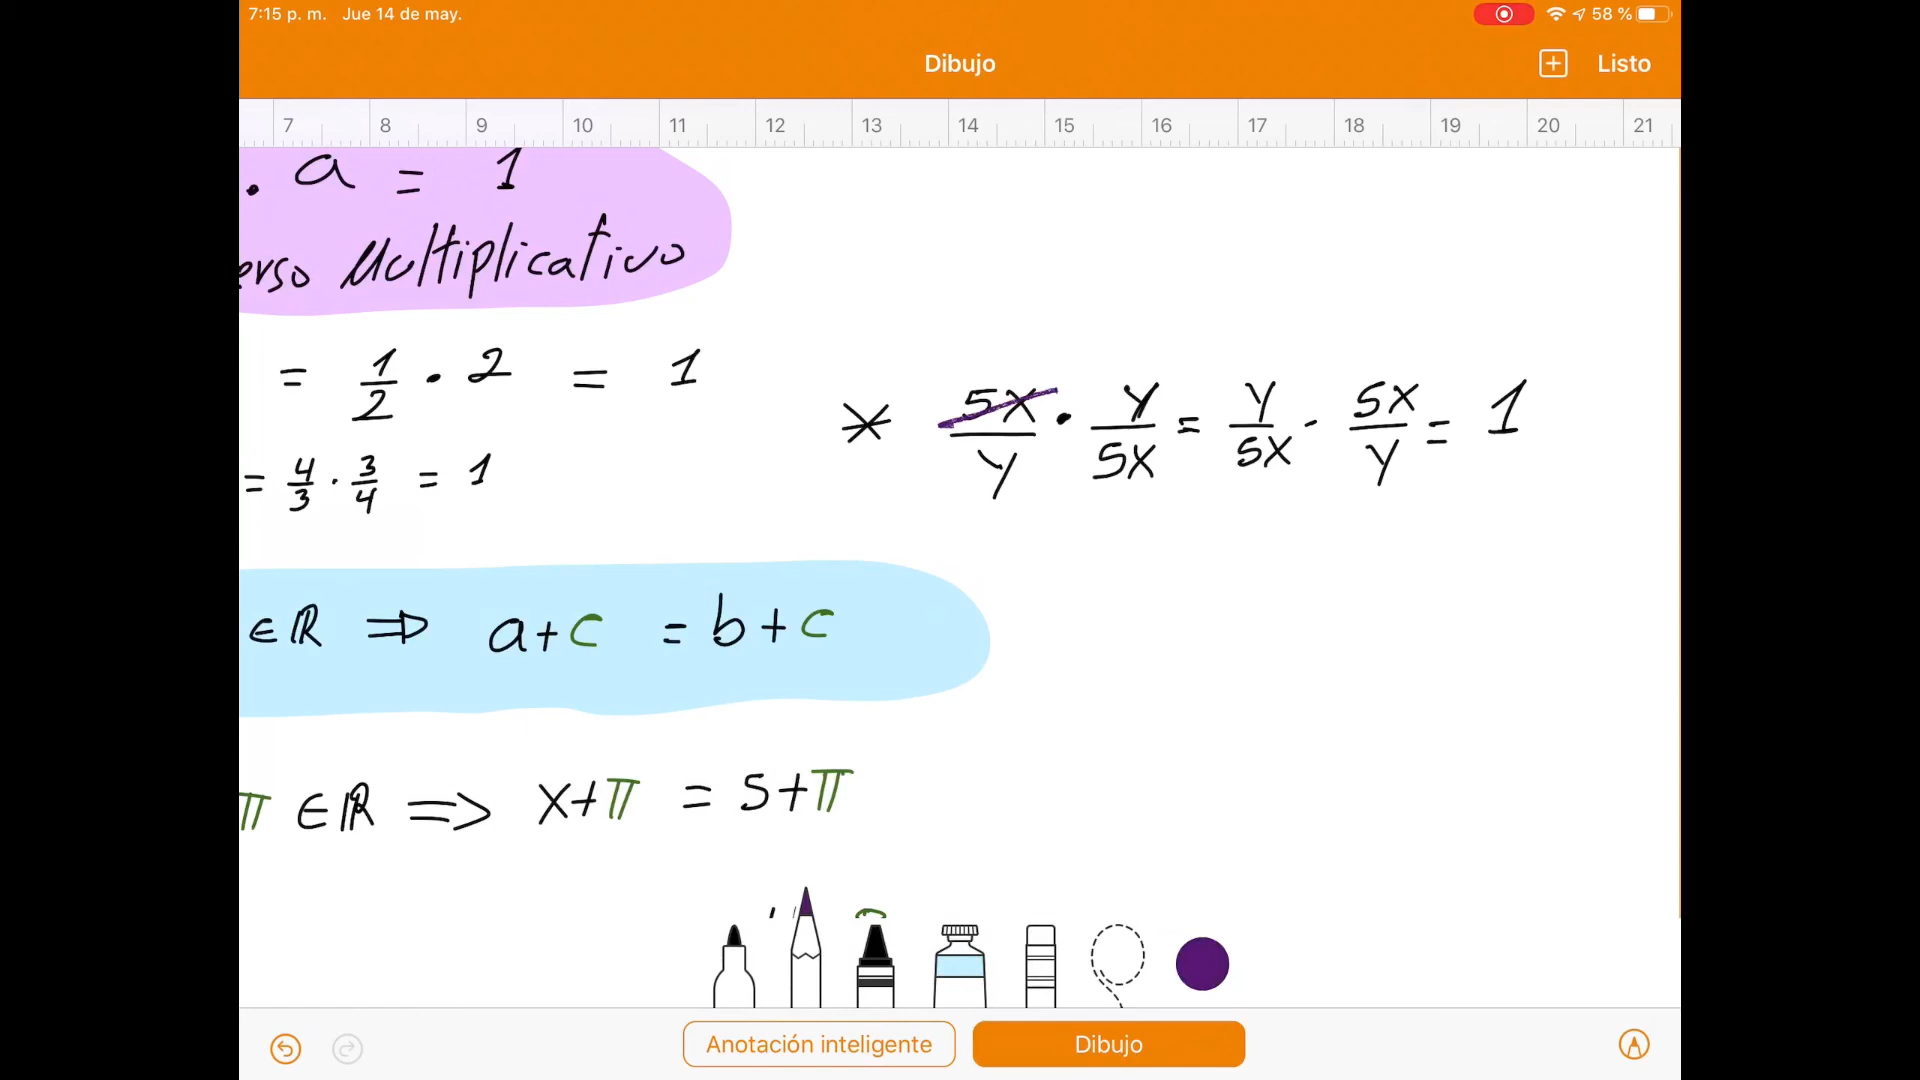 7:15 p. m. Jue 14 de may. 58 %
Dibujo Listo
7 8 9 10 11 12 13 14 15 16 17 18 19 20 21
· a = 1
erso Multiplicativo
= 1/2 · 2 = 1
* 5x/y · y/5x = y/5x · 5x/y = 1
= 4/3 · 3/4 = 1
∈ℝ ⇒ a+c = b+c
π ∈ℝ ⇒ x+π = 5+π
Anotación inteligente Dibujo